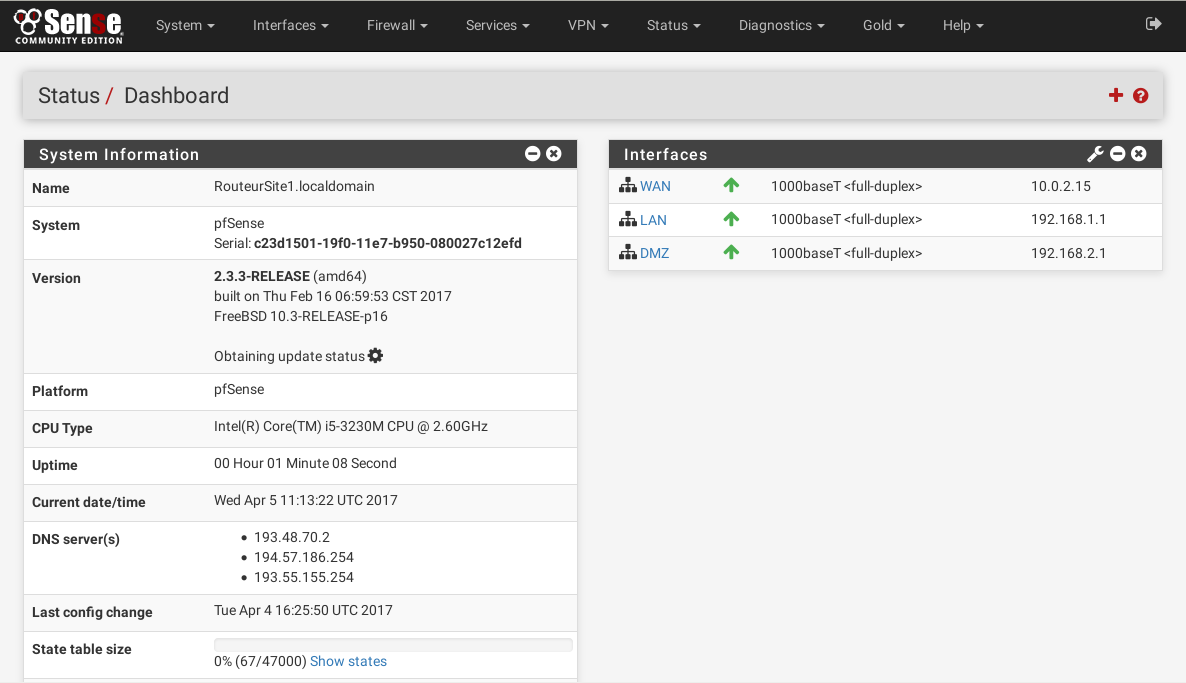 Sense
COMMUNITY EDITION
System Interfaces Firewall Services VPN Status Diagnostics Gold Help
Status / Dashboard
System Information
Name RouteurSite1.localdomain
System pfSense
Serial: c23d1501-19f0-11e7-b950-080027c12efd
Version 2.3.3-RELEASE (amd64)
built on Thu Feb 16 06:59:53 CST 2017
FreeBSD 10.3-RELEASE-p16
Obtaining update status
Platform pfSense
CPU Type Intel(R) Core(TM) i5-3230M CPU @ 2.60GHz
Uptime 00 Hour 01 Minute 08 Second
Current date/time Wed Apr 5 11:13:22 UTC 2017
DNS server(s)
193.48.70.2
194.57.186.254
193.55.155.254
Last config change Tue Apr 4 16:25:50 UTC 2017
State table size
0% (67/47000) Show states
Interfaces
WAN 1000baseT <full-duplex> 10.0.2.15
LAN 1000baseT <full-duplex> 192.168.1.1
DMZ 1000baseT <full-duplex> 192.168.2.1